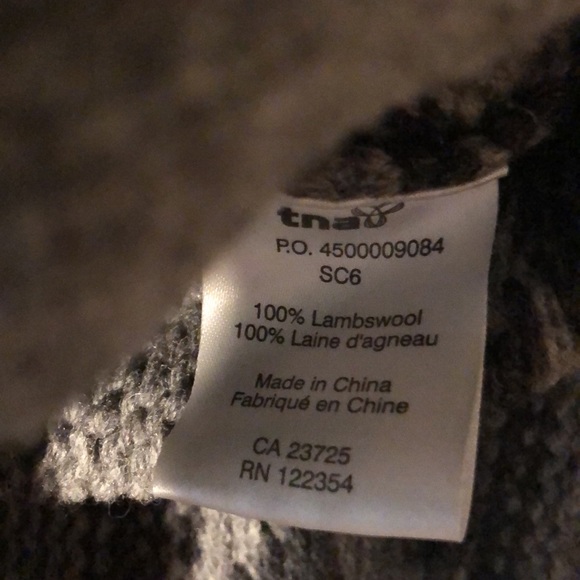 tna
P.O. 4500009084
SC6
100% Lambswool
100% Laine d'agneau
Made in China
Fabriqué en Chine
CA 23725
RN 122354